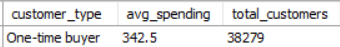 customer_type avg_spending total_customers
One-time buyer 342.5 38279